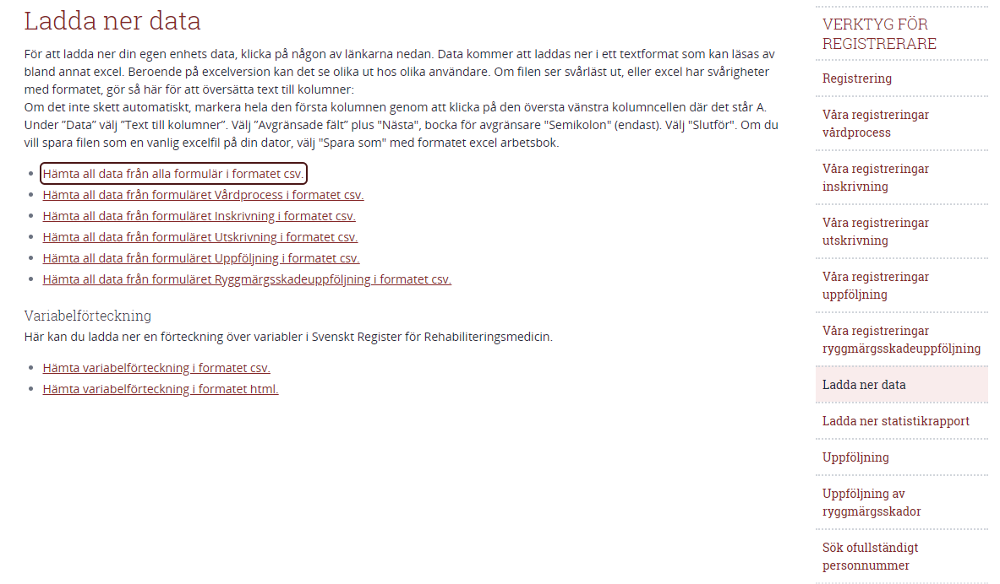 Ladda ner data
För att ladda ner din egen enhets data, klicka på någon av länkarna nedan. Data kommer att laddas ner i ett textformat som kan läsas av
bland annat excel. Beroende på excelversion kan det se olika ut hos olika användare. Om filen ser svårläst ut, eller excel har svårigheter
med formatet, gör så här för att översätta text till kolumner:
Om det inte skett automatiskt, markera hela den första kolumnen genom att klicka på den översta vänstra kolumncellen där det står A.
Under ”Data” välj ”Text till kolumner”. Välj ”Avgränsade fält” plus "Nästa", bocka för avgränsare "Semikolon" (endast). Välj "Slutför". Om du
vill spara filen som en vanlig excelfil på din dator, välj "Spara som" med formatet excel arbetsbok.
Hämta all data från alla formulär i formatet csv.
Hämta all data från formuläret Vårdprocess i formatet csv.
Hämta all data från formuläret Inskrivning i formatet csv.
Hämta all data från formuläret Utskrivning i formatet csv.
Hämta all data från formuläret Uppföljning i formatet csv.
Hämta all data från formuläret Ryggmärgsskadeuppföljning i formatet csv.
Variabelförteckning
Här kan du ladda ner en förteckning över variabler i Svenskt Register för Rehabiliteringsmedicin.
Hämta variabelförteckning i formatet csv.
Hämta variabelförteckning i formatet html.
VERKTYG FÖR
REGISTRERARE
Registrering
Våra registreringar
vårdprocess
Våra registreringar
inskrivning
Våra registreringar
utskrivning
Våra registreringar
uppföljning
Våra registreringar
ryggmärgsskadeuppföljning
Ladda ner data
Ladda ner statistikrapport
Uppföljning
Uppföljning av
ryggmärgsskador
Sök ofullständigt
personnummer